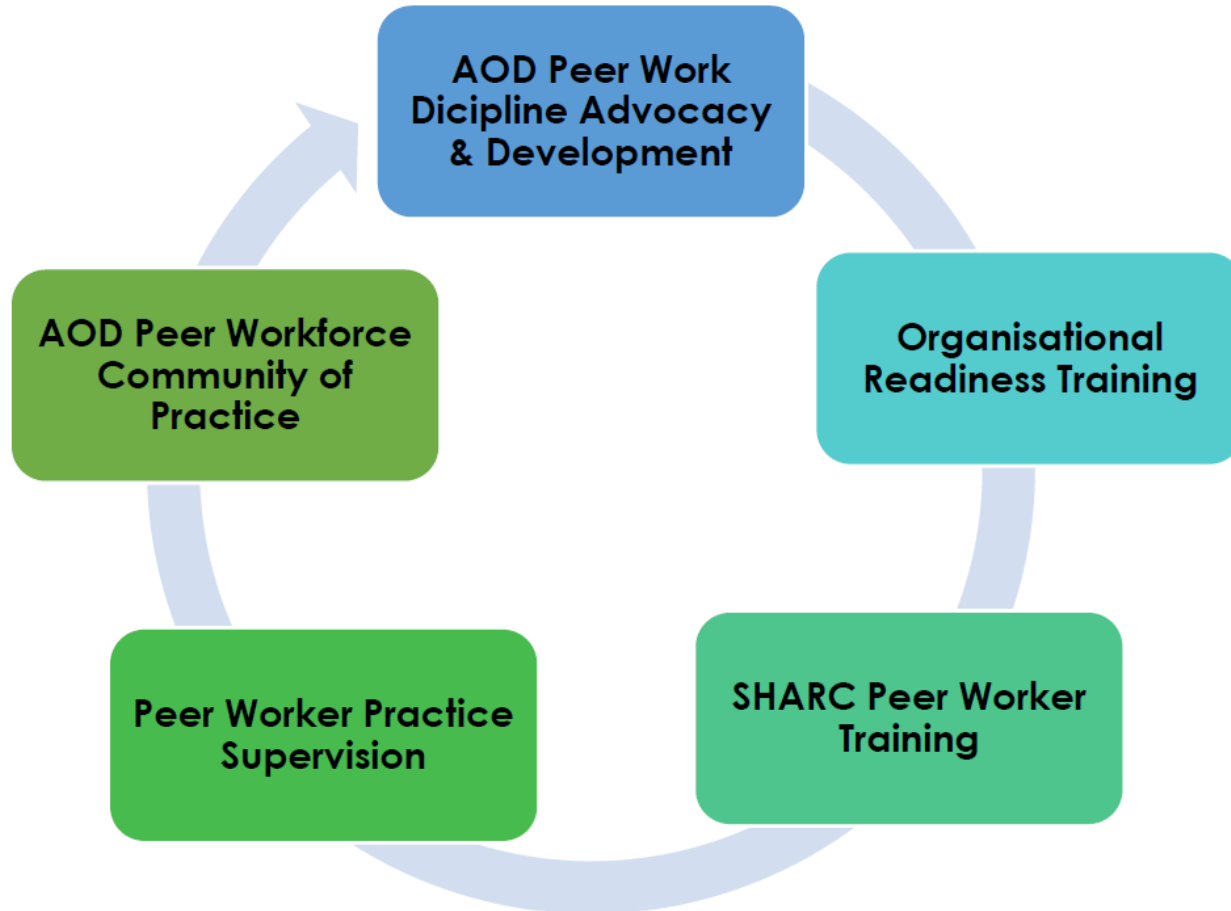 AOD Peer Work
Dicipline Advocacy
& Development
Organisational
Readiness Training
SHARC Peer Worker
Training
Peer Worker Practice
Supervision
AOD Peer Workforce
Community of
Practice